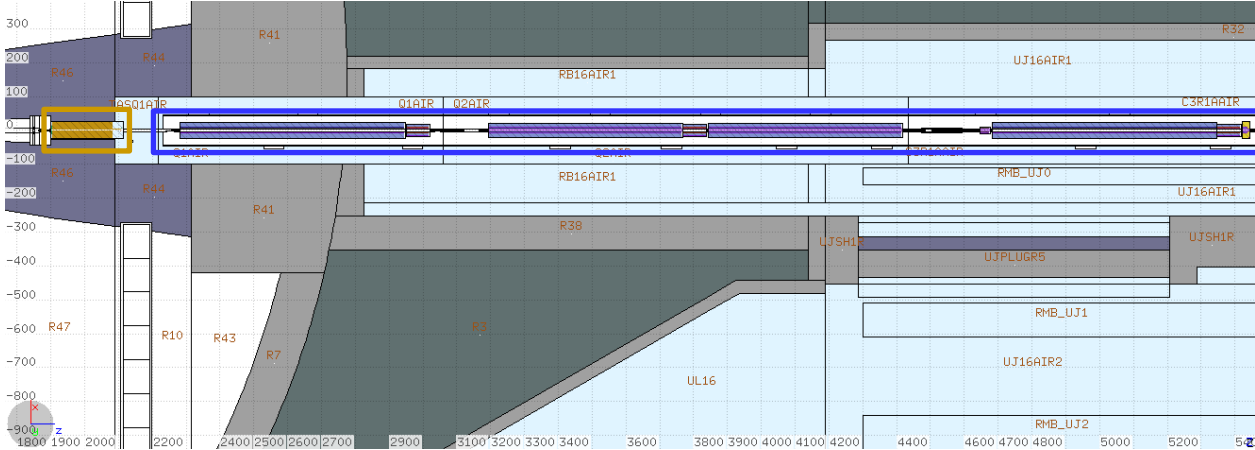 300
R41
R32
R44
200
R46
RB16AIR1
UJ16AIR1
100
TASQ1AIR
Q1AIR
Q2AIR
C3R1AAIR
0
-100
Q1AIR
Q2AIR
R46
R44
RB16AIR1
RMB_UJ0
UJ16AIR1
-200
R41
R38
-300
UJSH1R
UJSH1R
UJPLUGR5
-400
-500
RMB_UJ1
R47
R10
R43
R5
-600
R7
UJ16AIR2
-700
UL16
-800
RMB_UJ2
-900
x
z
1800 1900 2000 2200 2400 2500 2600 2700 2900 3100 3200 3300 3400 3600 3800 3900 4000 4100 4200 4400 4600 4700 4800 5000 5200